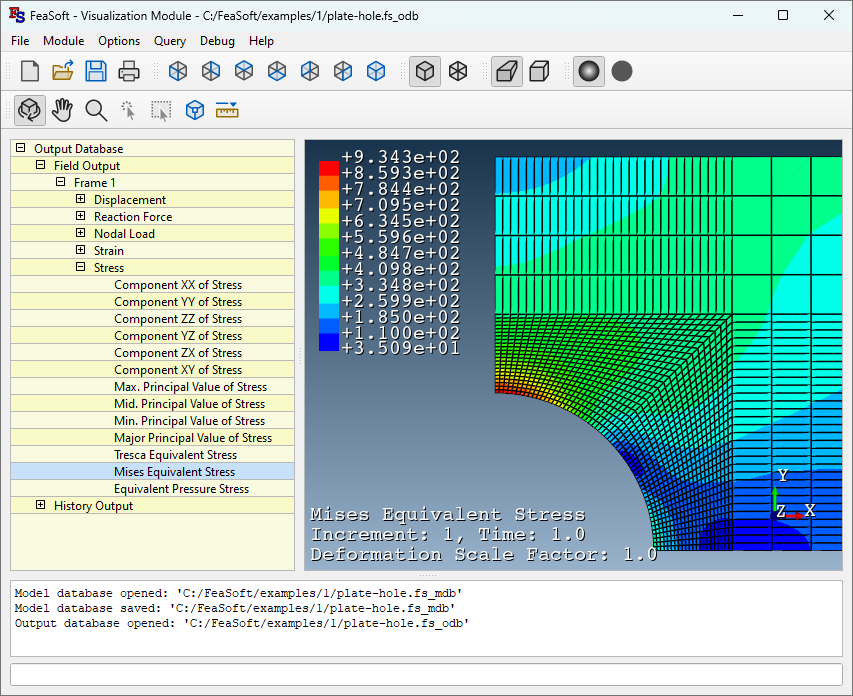 FeaSoft - Visualization Module - C:/FeaSoft/examples/1/plate-hole.fs_odb
File Module Options Query Debug Help
Output Database
Field Output
Frame 1
Displacement
Reaction Force
Nodal Load
Strain
Stress
Component XX of Stress
Component YY of Stress
Component ZZ of Stress
Component YZ of Stress
Component ZX of Stress
Component XY of Stress
Max. Principal Value of Stress
Mid. Principal Value of Stress
Min. Principal Value of Stress
Major Principal Value of Stress
Tresca Equivalent Stress
Mises Equivalent Stress
Equivalent Pressure Stress
History Output
+9.343e+02
+8.593e+02
+7.844e+02
+7.095e+02
+6.345e+02
+5.596e+02
+4.847e+02
+4.098e+02
+3.348e+02
+2.599e+02
+1.850e+02
+1.100e+02
+3.509e+01
Y
Z X
Mises Equivalent Stress
Increment: 1, Time: 1.0
Deformation Scale Factor: 1.0
Model database opened: 'C:/FeaSoft/examples/1/plate-hole.fs_mdb'
Model database saved: 'C:/FeaSoft/examples/1/plate-hole.fs_mdb'
Output database opened: 'C:/FeaSoft/examples/1/plate-hole.fs_odb'